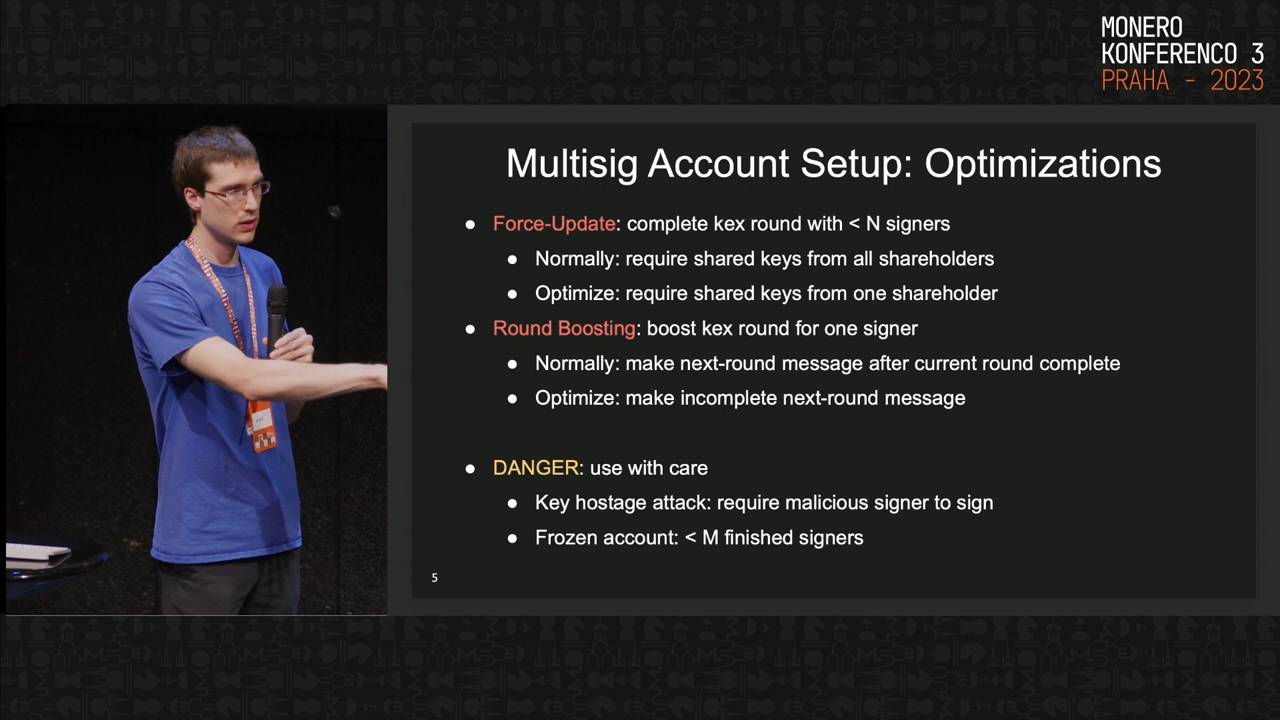 MONERO
KONFERENCO 3
PRAHA - 2023
Multisig Account Setup: Optimizations
● Force-Update: complete kex round with < N signers
● Normally: require shared keys from all shareholders
● Optimize: require shared keys from one shareholder
● Round Boosting: boost kex round for one signer
● Normally: make next-round message after current round complete
● Optimize: make incomplete next-round message
● DANGER: use with care
● Key hostage attack: require malicious signer to sign
● Frozen account: < M finished signers
5